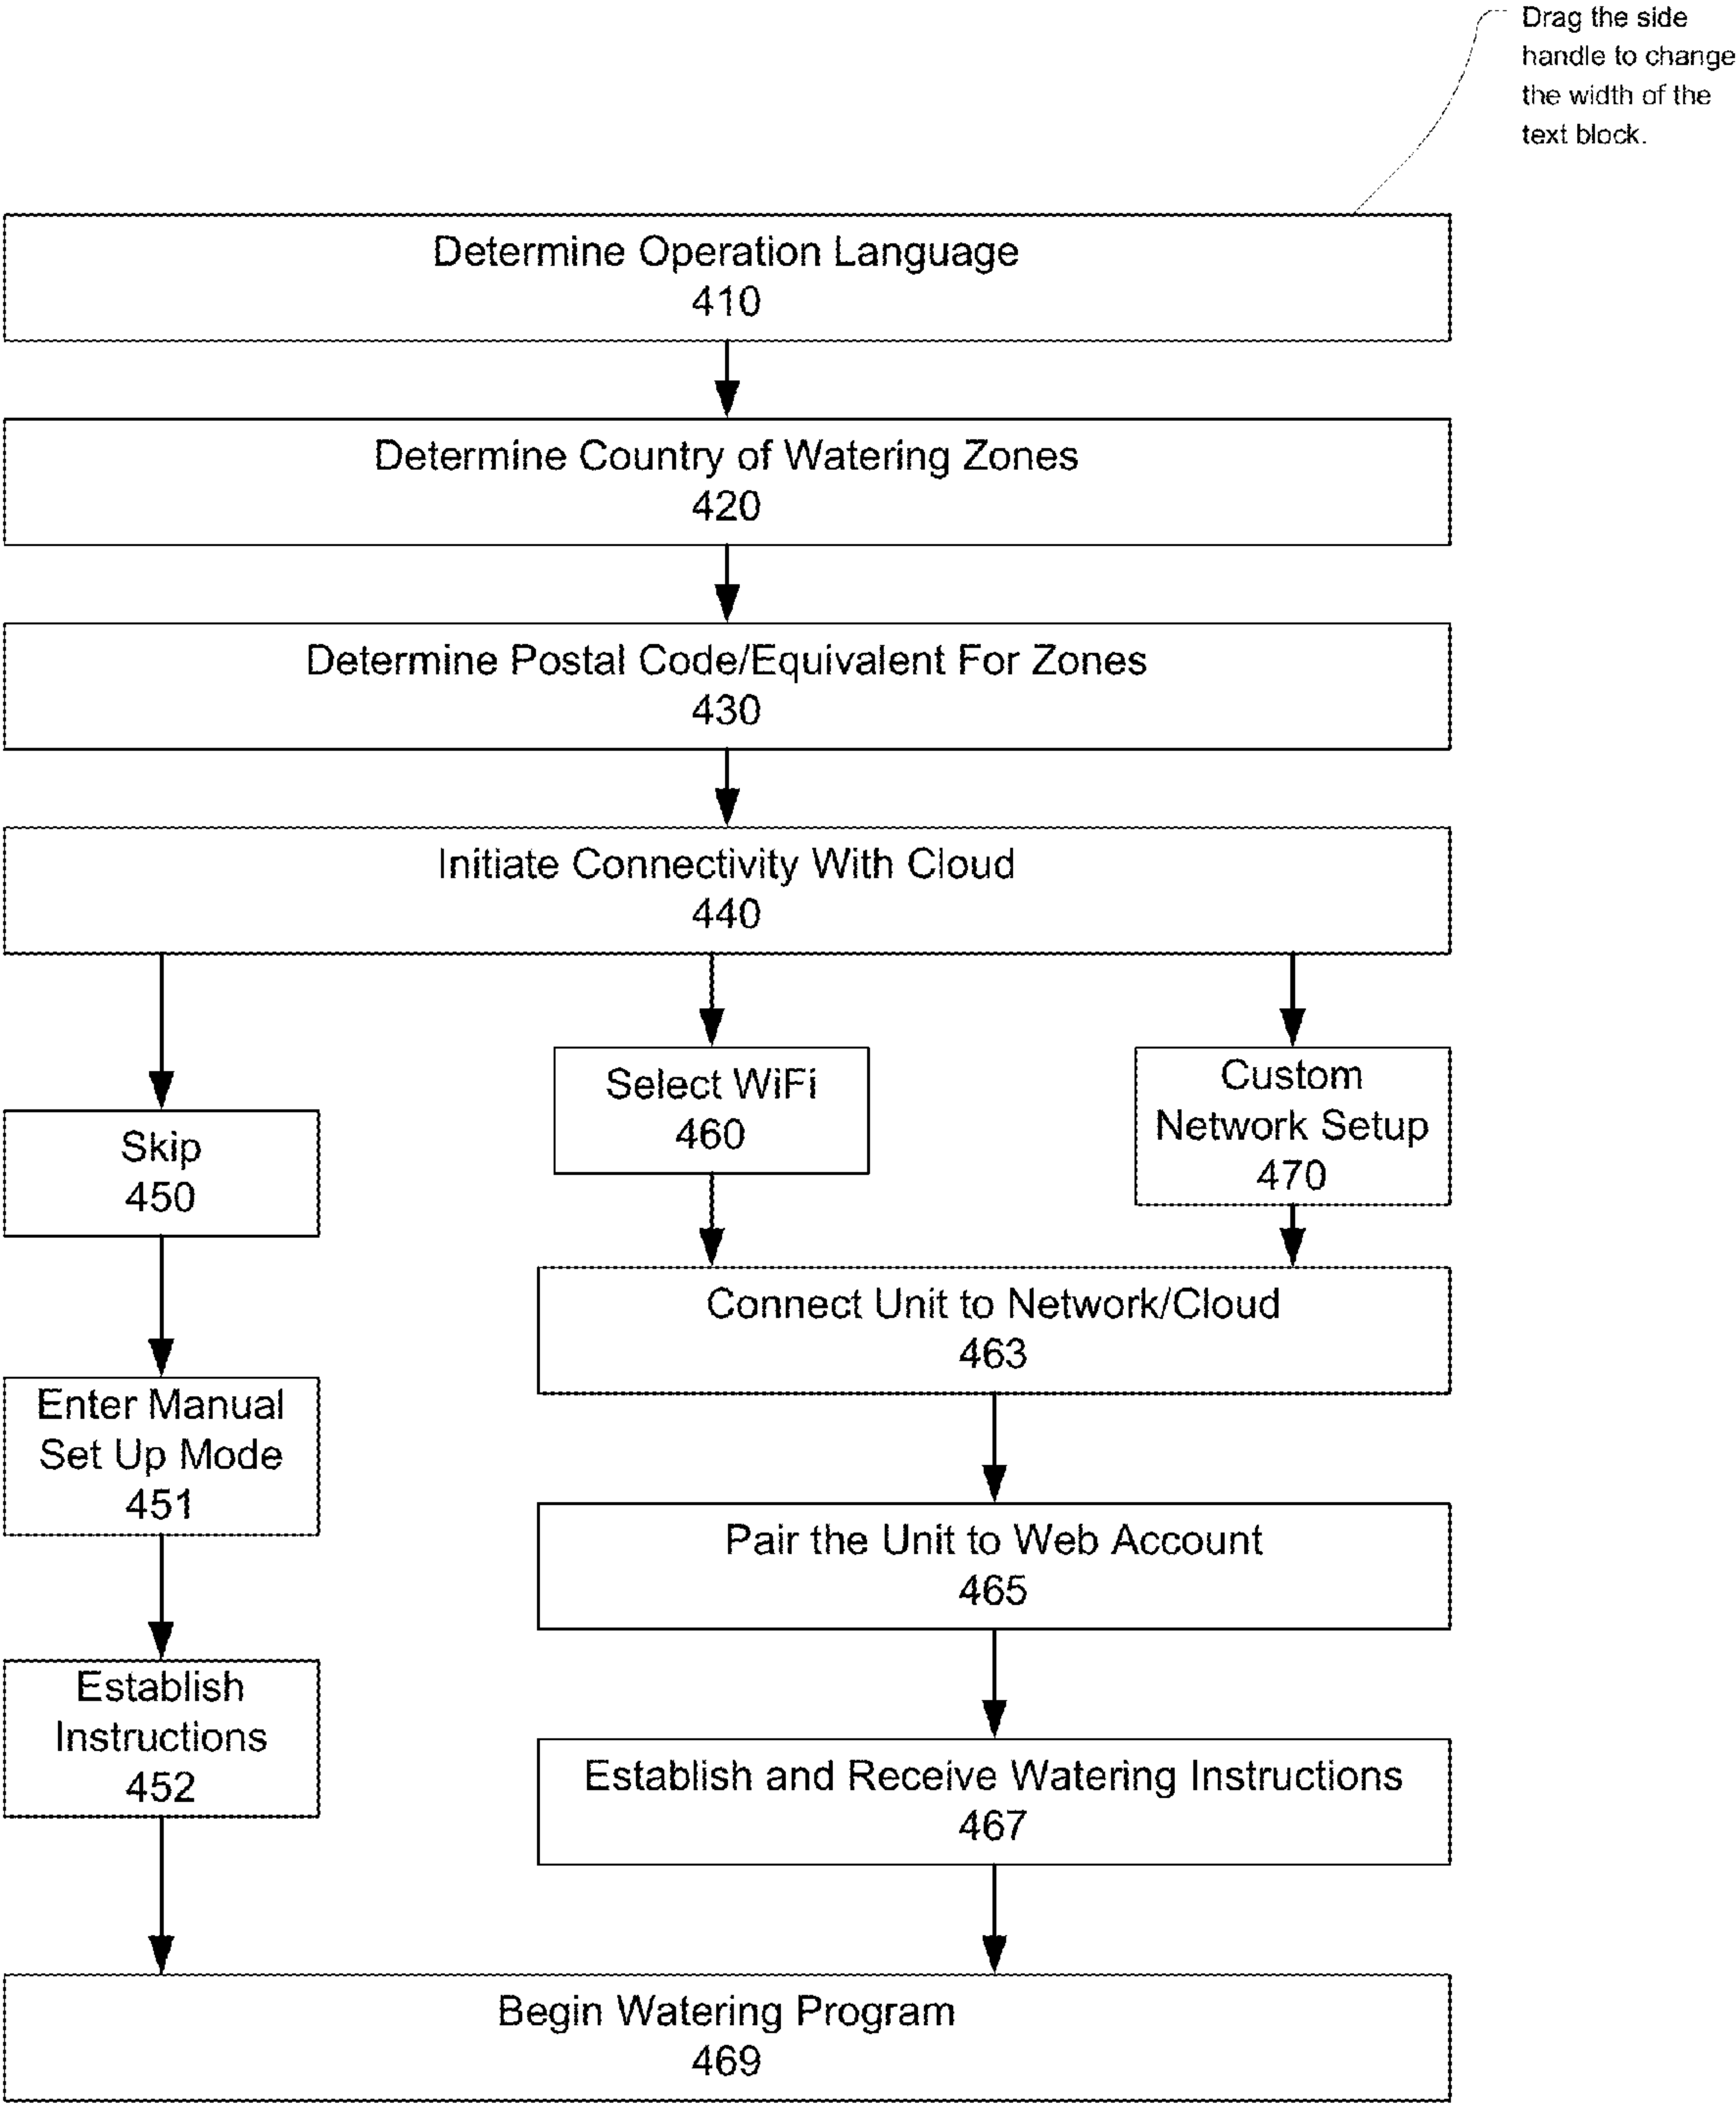 Drag the side
handle to change
the width of the
text block.
Determine Operation Language
410
Determine Country of Watering Zones
420
Determine Postal Code/Equivalent For Zones
430
Initiate Connectivity With Cloud
440
Skip
450
Select WiFi
460
Custom
Network Setup
470
Connect Unit to Network/Cloud
463
Enter Manual
Set Up Mode
451
Pair the Unit to Web Account
465
Establish
Instructions
452
Establish and Receive Watering Instructions
467
Begin Watering Program
469